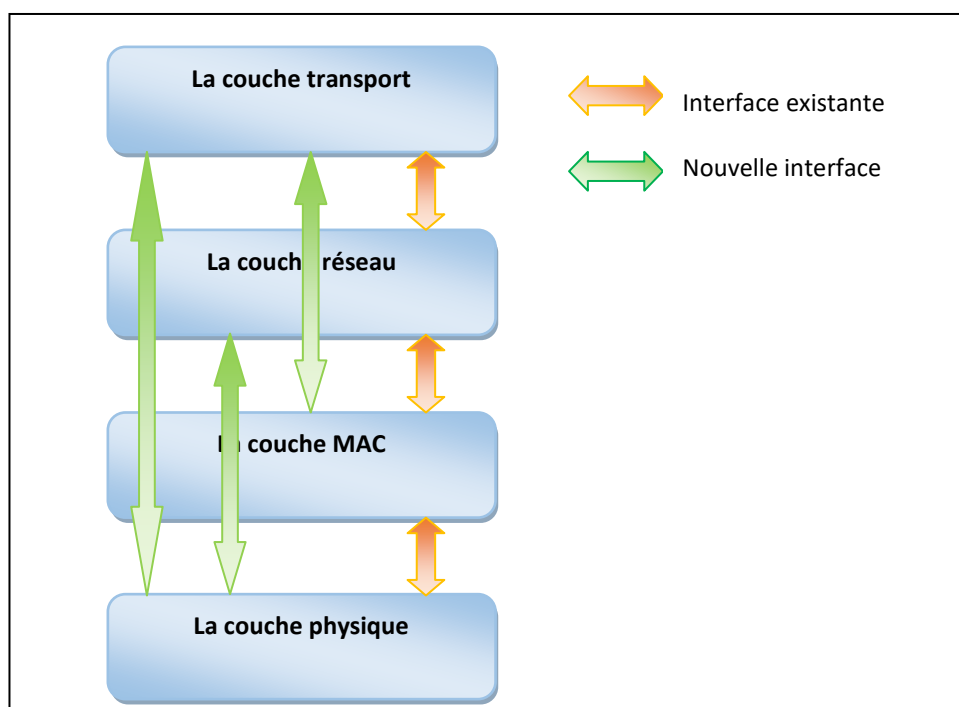 La couche transport
Interface existante
Nouvelle interface
La couche réseau
La couche MAC
La couche physique